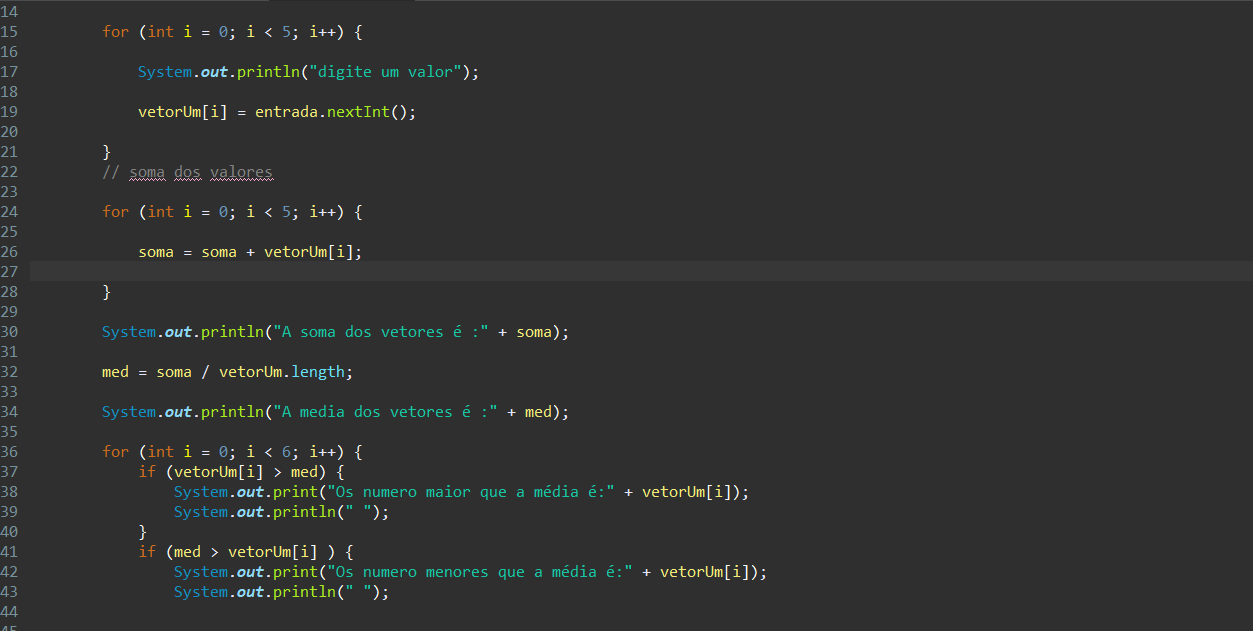 14
15 for (int i = 0; i < 5; i++) {
16
17 System.out.println("digite um valor");
18
19 vetorUm[i] = entrada.nextInt();
20
21 }
22 // soma dos valores
23
24 for (int i = 0; i < 5; i++) {
25
26 soma = soma + vetorUm[i];
27
28 }
29
30 System.out.println("A soma dos vetores é :" + soma);
31
32 med = soma / vetorUm.length;
33
34 System.out.println("A media dos vetores é :" + med);
35
36 for (int i = 0; i < 6; i++) {
37 if (vetorUm[i] > med) {
38 System.out.print("Os numero maior que a média é:" + vetorUm[i]);
39 System.out.println(" ");
40 }
41 if (med > vetorUm[i] ) {
42 System.out.print("Os numero menores que a média é:" + vetorUm[i]);
43 System.out.println(" ");
44
45